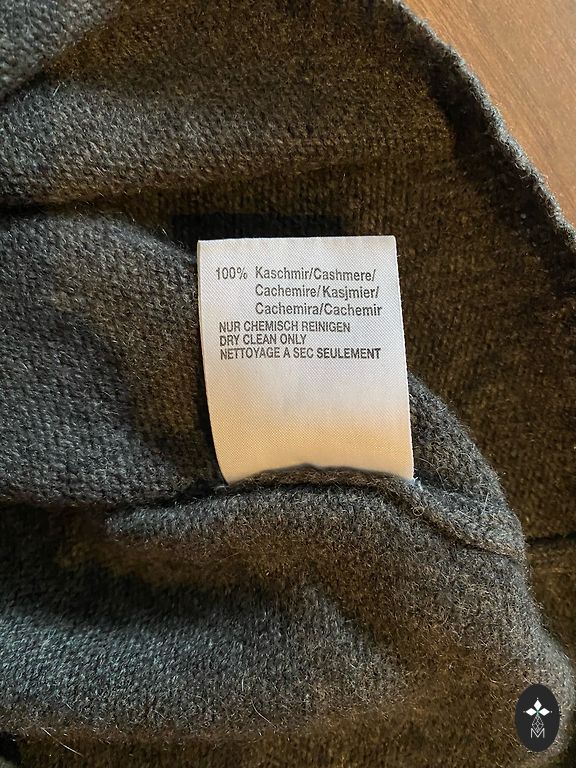 100% Kaschmir/Cashmere/
Cachemire/Kasjmier/
Cachemira/Cachemir
NUR CHEMISCH REINIGEN
DRY CLEAN ONLY
NETTOYAGE A SEC SEULEMENT
M